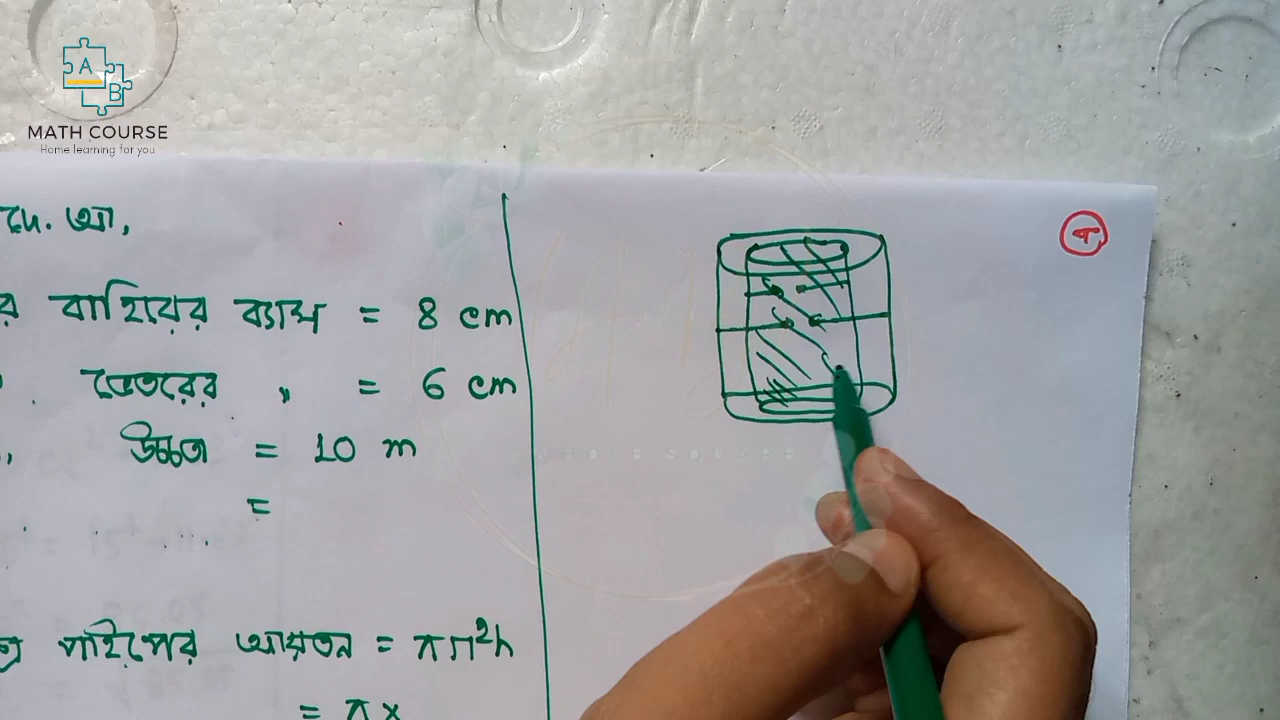 A
B
MATH COURSE
Home learning for you
দে. আ,
র বাহিরের ব্যাস = 8 cm
ভেতরের " = 6 cm
উচ্চতা = 10 m
=
পাইপের আয়তন = πr²h
= π ×